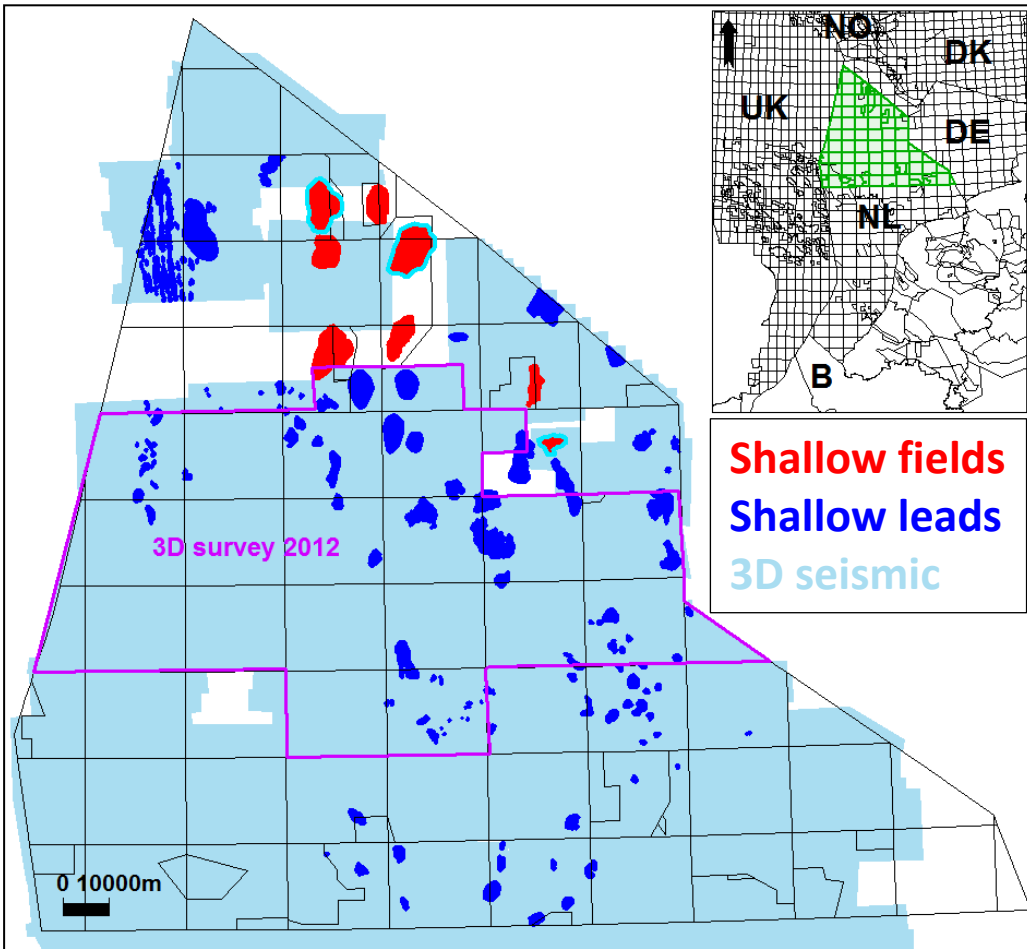 NO
DK
UK
DE
NL
B
Shallow fields
Shallow leads
3D seismic
3D survey 2012
0 10000m